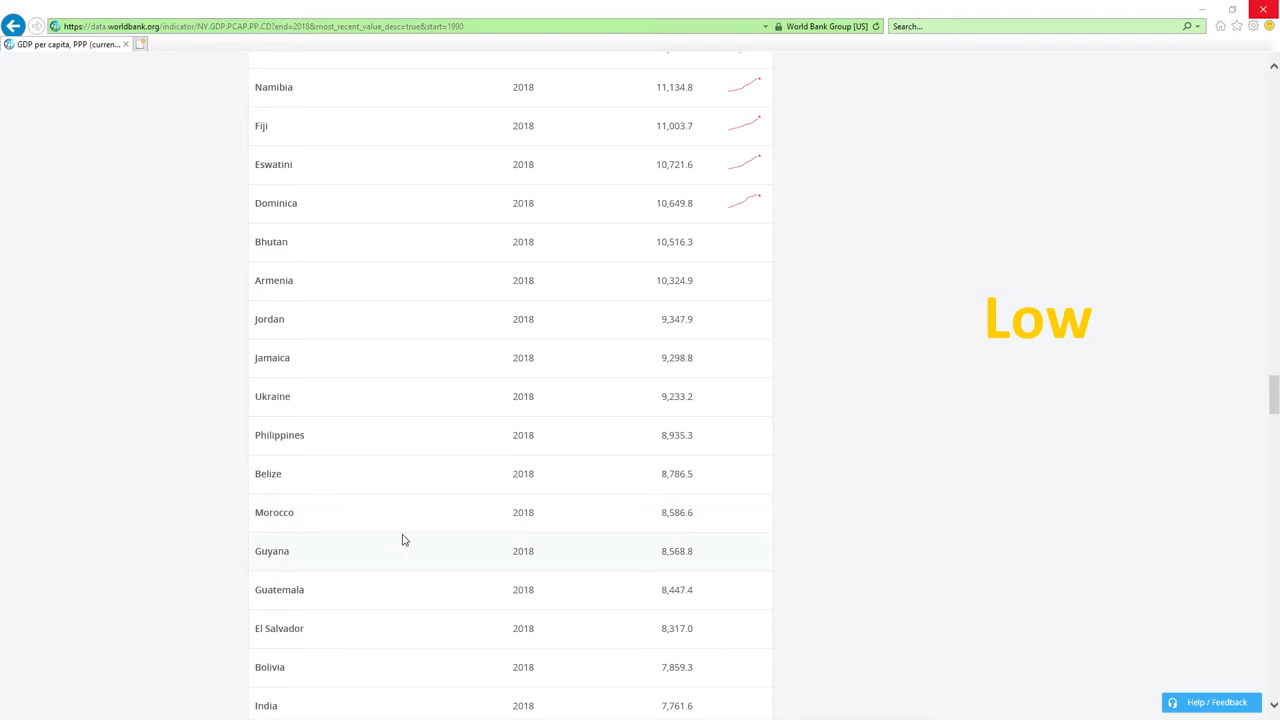 https://data.worldbank.org/indicator/NY.GDP.PCAP.PP.CD?end=2018&most_recent_value_desc=true&start=1990
World Bank Group [US]
Search...
GDP per capita, PPP (curren...
Namibia 2018 11,134.8
Fiji 2018 11,003.7
Eswatini 2018 10,721.6
Dominica 2018 10,649.8
Bhutan 2018 10,516.3
Armenia 2018 10,324.9
Jordan 2018 9,347.9
Low
Jamaica 2018 9,298.8
Ukraine 2018 9,233.2
Philippines 2018 8,935.3
Belize 2018 8,786.5
Morocco 2018 8,586.6
Guyana 2018 8,568.8
Guatemala 2018 8,447.4
El Salvador 2018 8,317.0
Bolivia 2018 7,859.3
India 2018 7,761.6
Help / Feedback